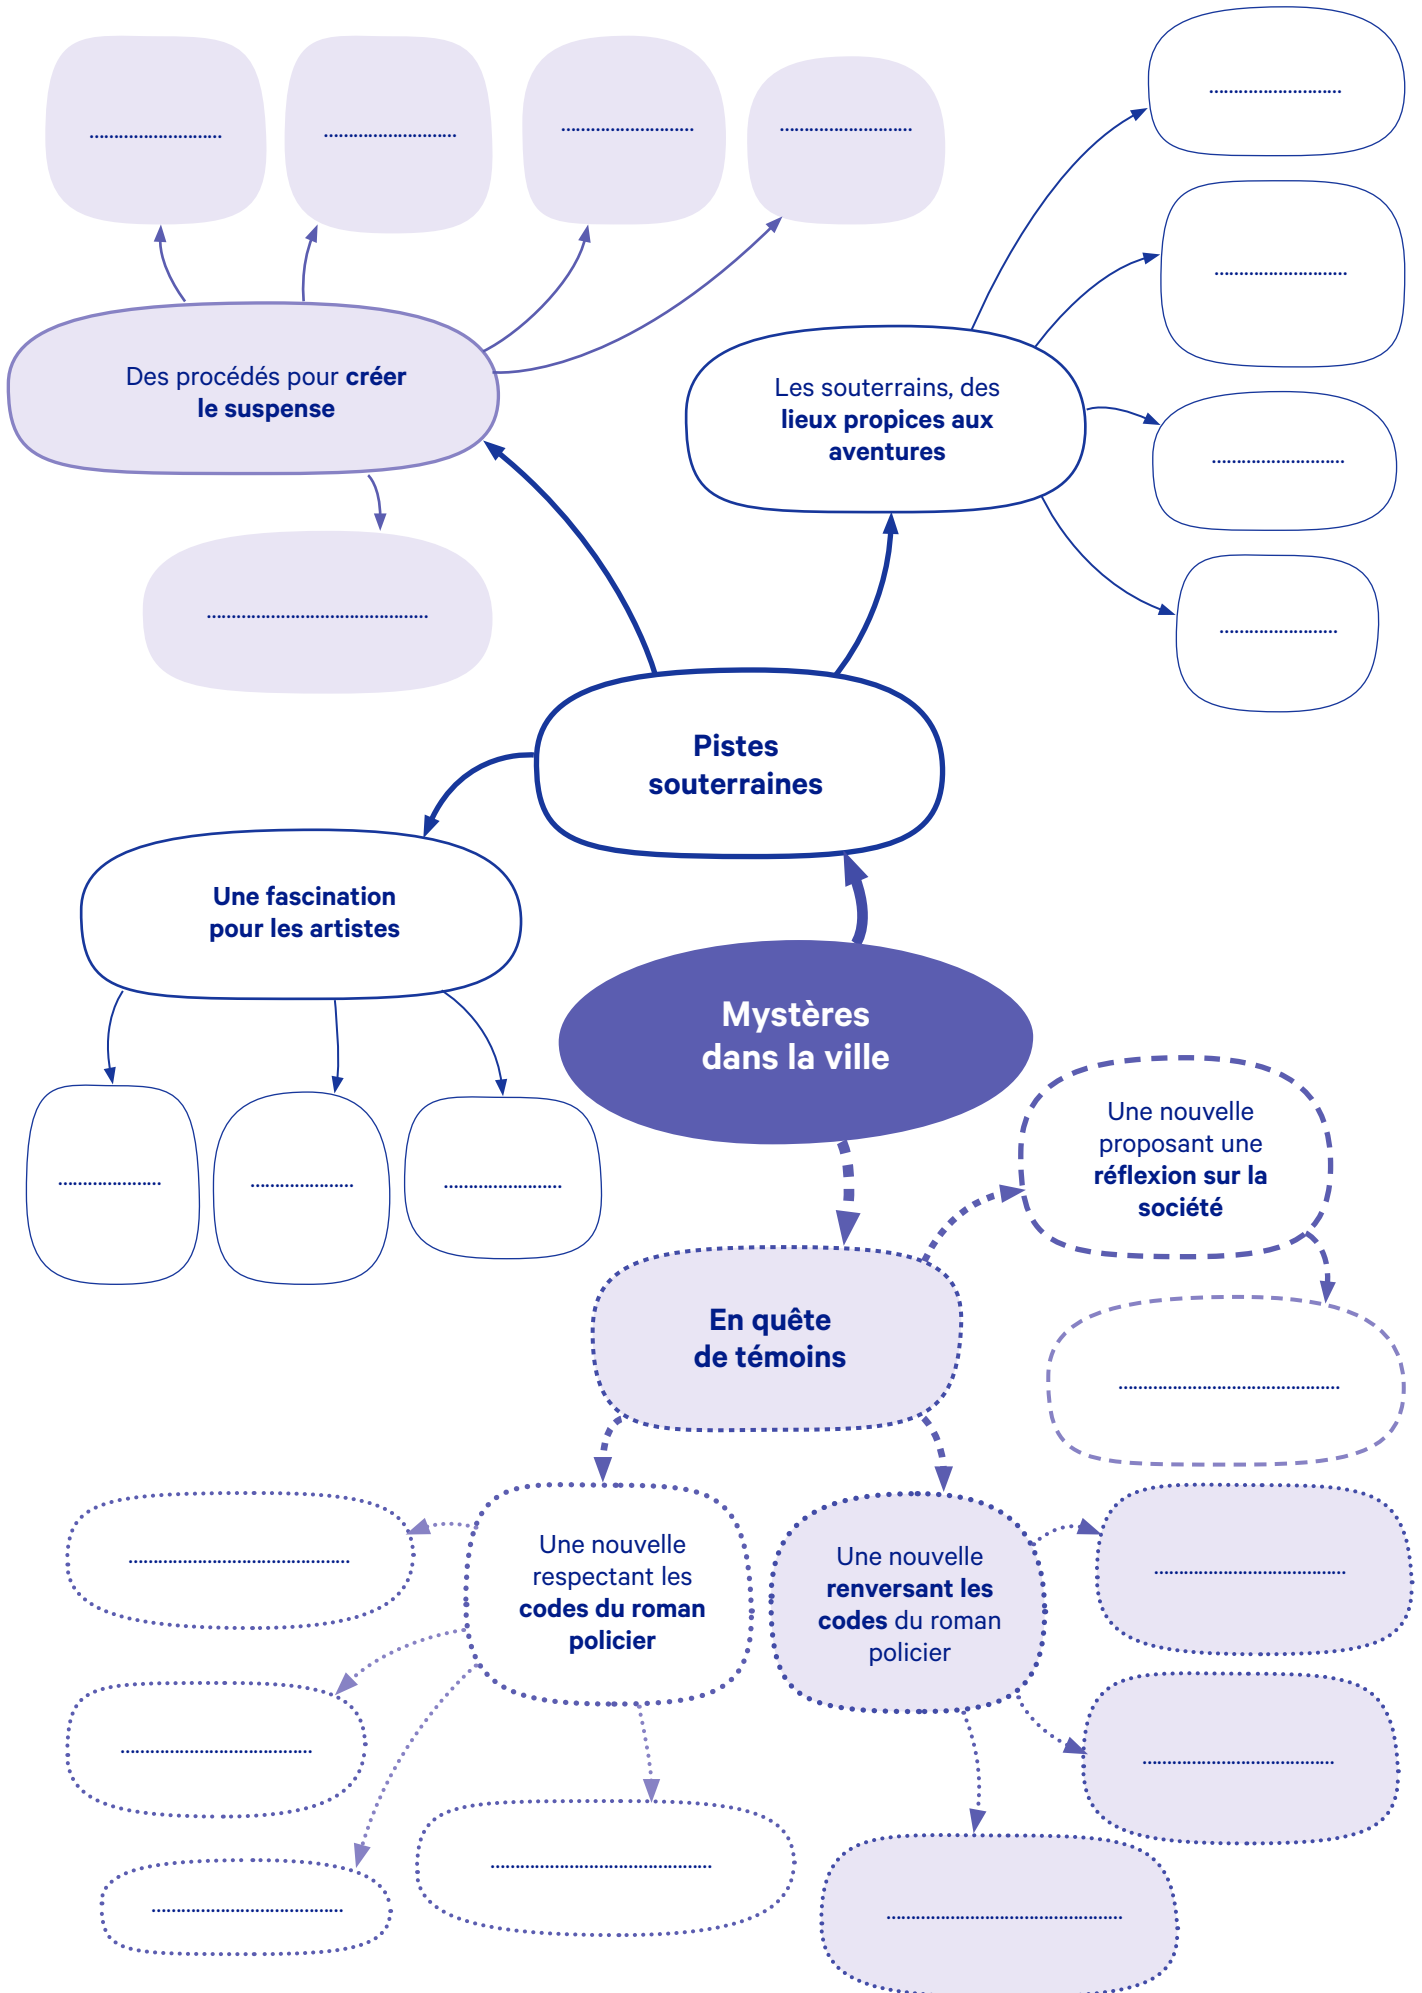 Des procédés pour créer
le suspense
Les souterrains, des
lieux propices aux
aventures
Pistes
souterraines
Une fascination
pour les artistes
Mystères
dans la ville
Une nouvelle
proposant une
réflexion sur la
société
En quête
de témoins
Une nouvelle
respectant les
codes du roman
policier
Une nouvelle
renversant les
codes du roman
policier